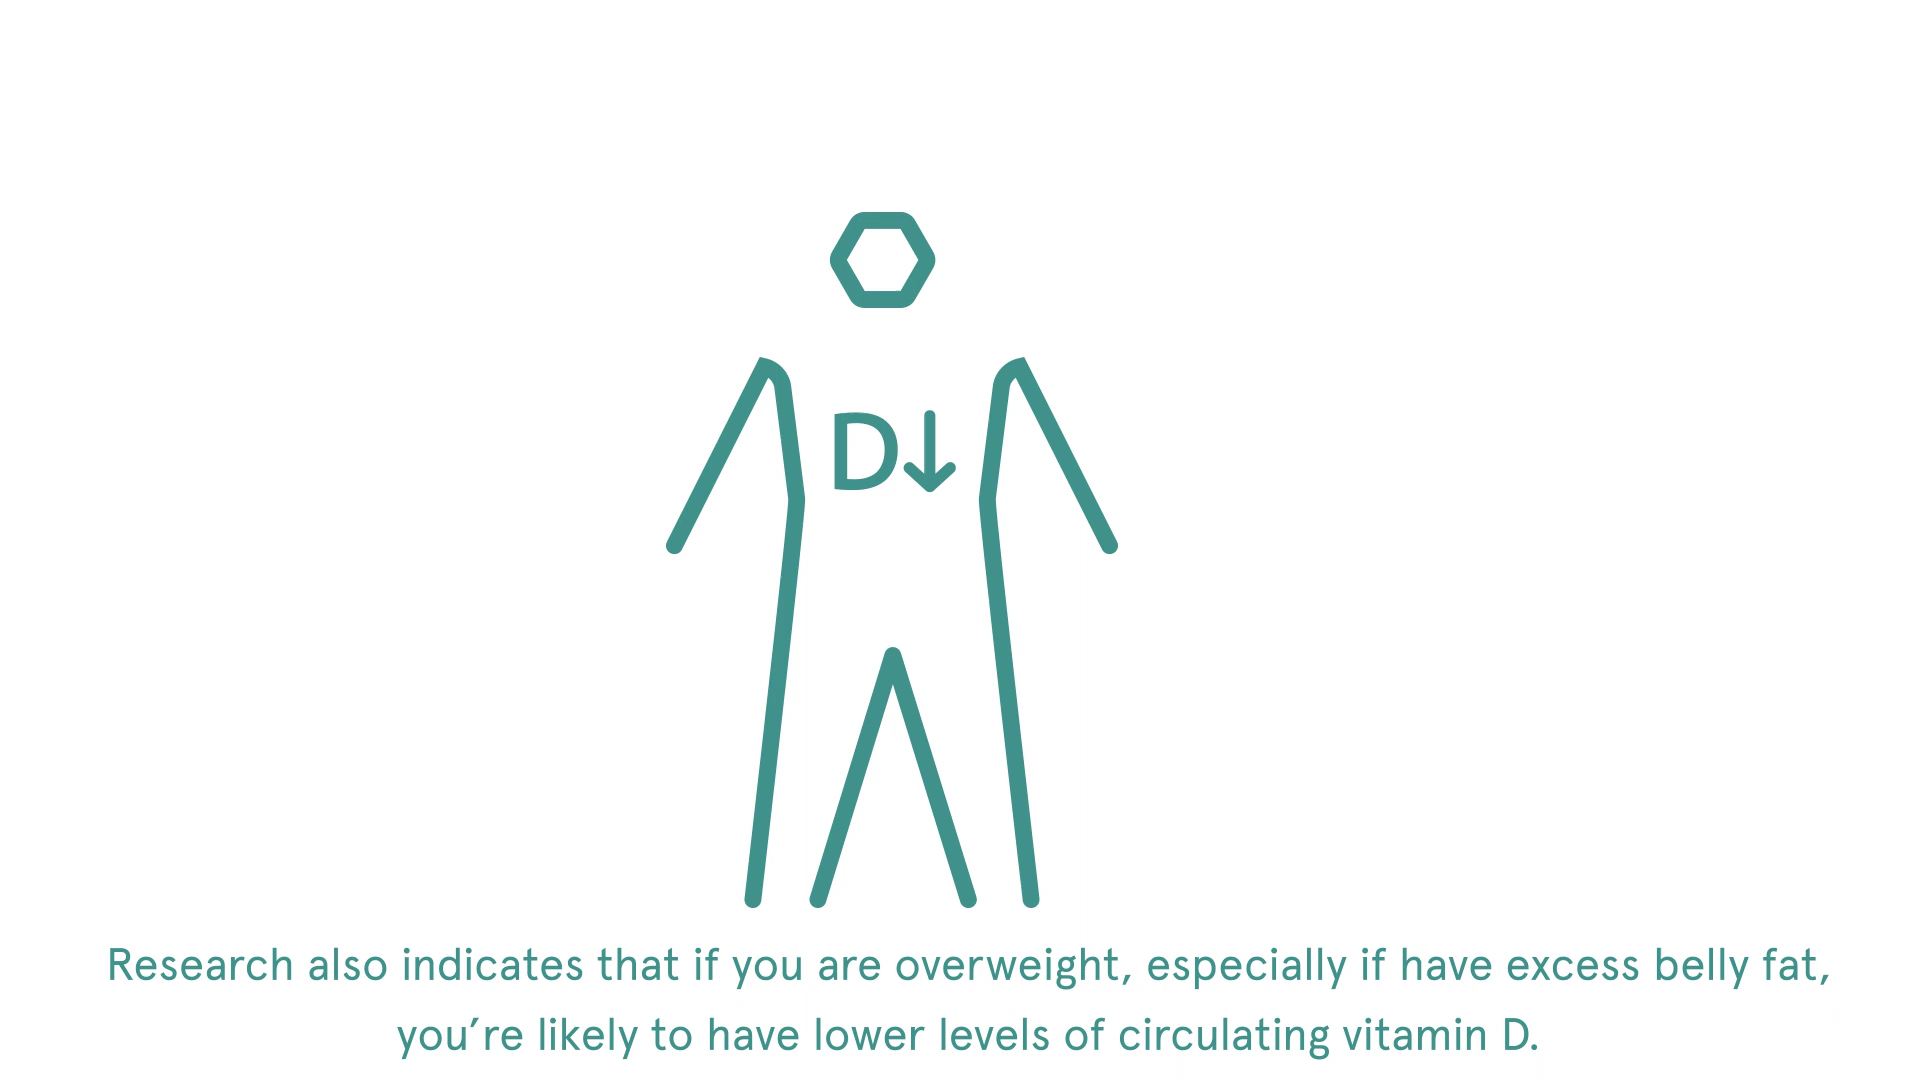 D↓
Research also indicates that if you are overweight, especially if have excess belly fat,
you’re likely to have lower levels of circulating vitamin D.